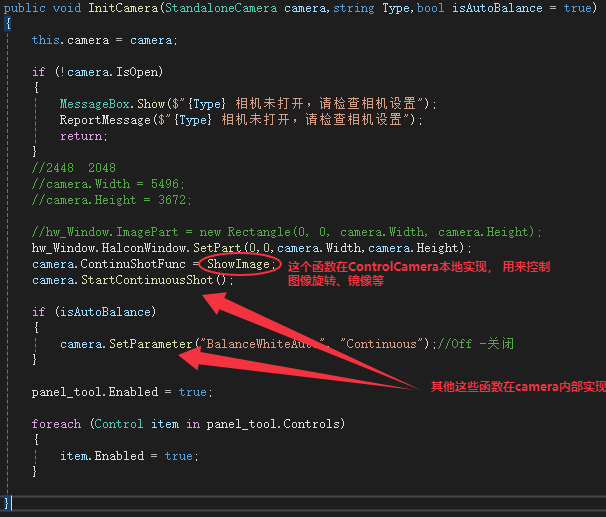 public void InitCamera(StandaloneCamera camera,string Type,bool isAutoBalance = true)
{
this.camera = camera;
if (!camera.IsOpen)
{
MessageBox.Show($"{Type} 相机未打开，请检查相机设置");
ReportMessage($"{Type} 相机未打开，请检查相机设置");
return;
}
//2448  2048
//camera.Width = 5496;
//camera.Height = 3672;
//hw_Window.ImagePart = new Rectangle(0, 0, camera.Width, camera.Height);
hw_Window.HalconWindow.SetPart(0,0,camera.Width,camera.Height);
camera.ContinuShotFunc = ShowImage;
这个函数在ControlCamera本地实现， 用来控制
图像旋转、镜像等
camera.StartContinuousShot();
if (isAutoBalance)
{
camera.SetParameter("BalanceWhiteAuto", "Continuous");//Off -关闭
}
其他这些函数在camera内部实现
panel_tool.Enabled = true;
foreach (Control item in panel_tool.Controls)
{
item.Enabled = true;
}
}